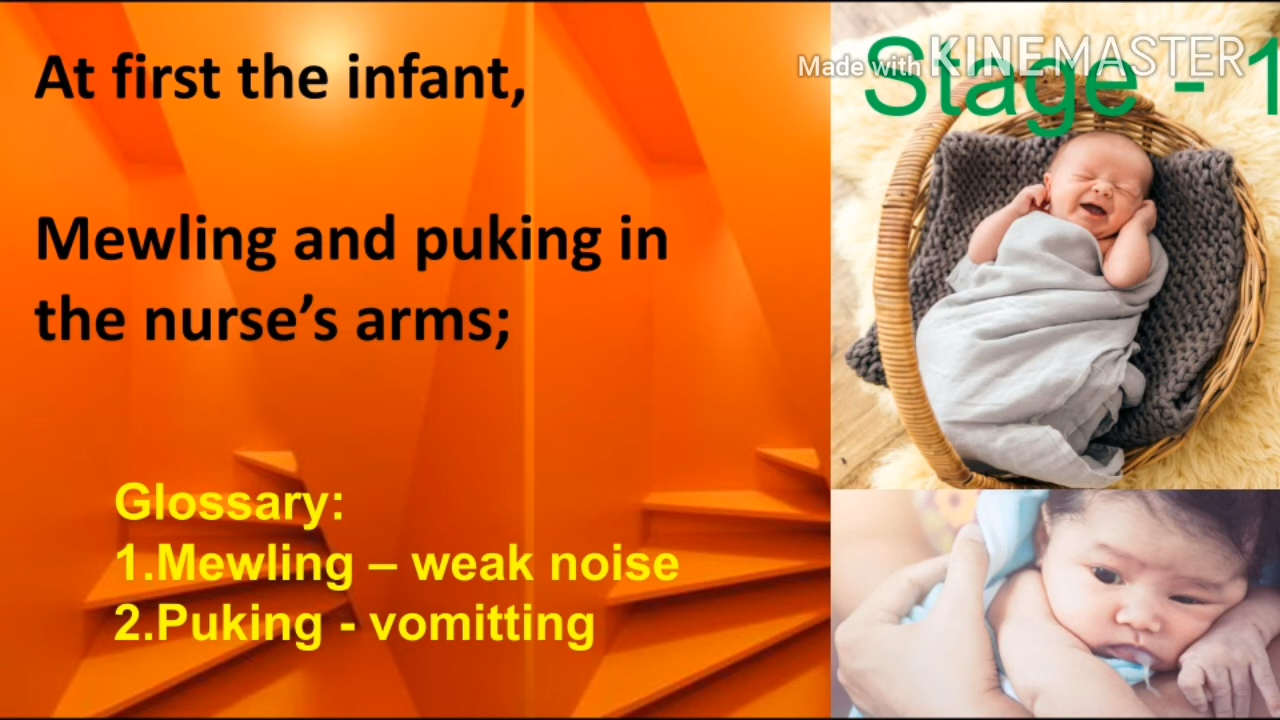 At first the infant,
Mewling and puking in
the nurse’s arms;
Glossary:
1.Mewling – weak noise
2.Puking - vomitting
Made with KINEMASTER
Stage - 1